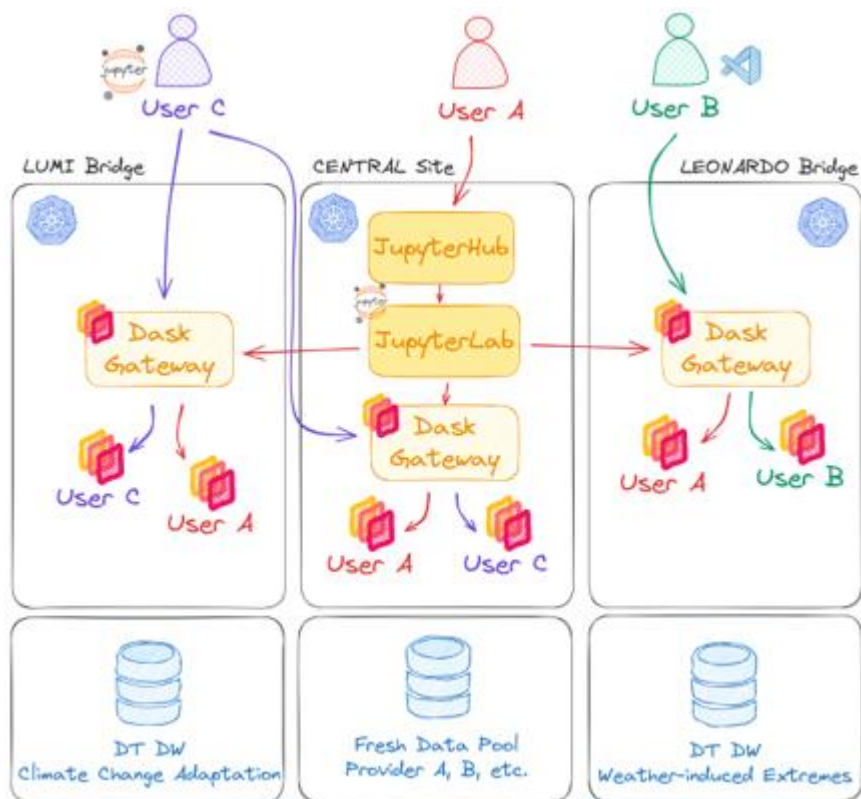 jupyter
User C
User A
User B
LUMI Bridge
CENTRAL Site
LEONARDO Bridge
JupyterHub
jupyter
JupyterLab
Dask
Gateway
Dask
Gateway
Dask
Gateway
User C
User A
User A
User C
User A
User B
DT DW
Climate Change Adaptation
Fresh Data Pool
Provider A, B, etc.
DT DW
Weather-induced Extremes